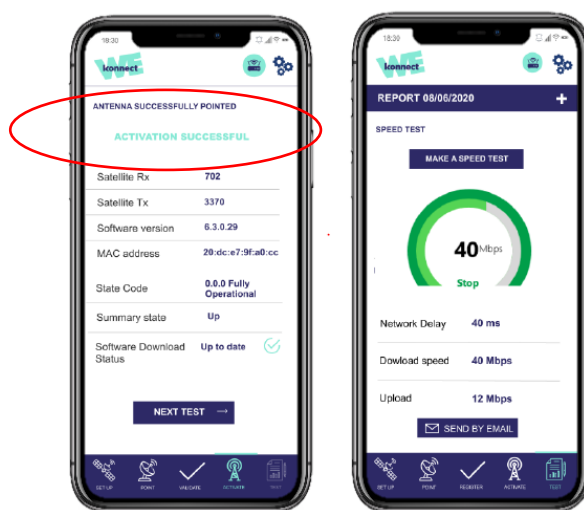 18:30
WE
konnect
ANTENNA SUCCESSFULLY POINTED
ACTIVATION SUCCESSFUL
Satellite Rx 702
Satellite Tx 3370
Software version 6.3.0.29
MAC address 20:dc:e7:9f:a0:cc
State Code 0.0.0 Fully
Operational
Summary state Up
Software Download Up to date
Status
NEXT TEST →
SET UP POINT VALIDATE ACTIVATE TEST
18:30
WE
konnect
REPORT 08/06/2020 +
SPEED TEST
MAKE A SPEED TEST
40 Mbps
Stop
Network Delay 40 ms
Dowload speed 40 Mbps
Upload 12 Mbps
SEND BY EMAIL
SET UP POINT REGISTER ACTIVATE TEST